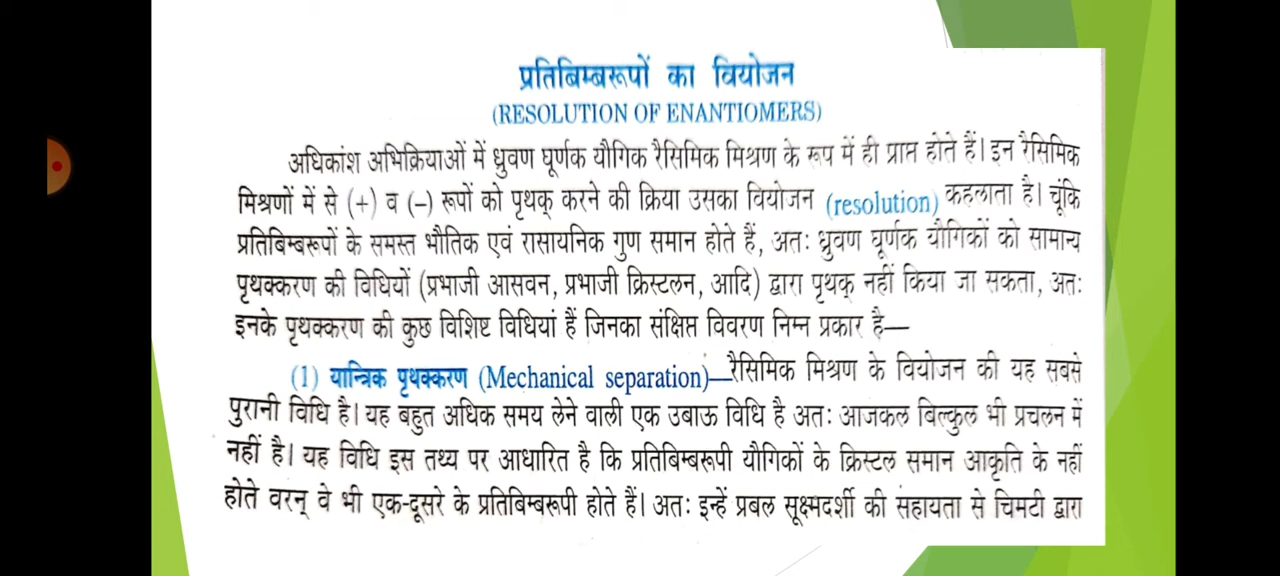 प्रतिबिम्बरूपों का वियोजन
(RESOLUTION OF ENANTIOMERS)
अधिकांश अभिक्रियाओं में ध्रुवण घूर्णक यौगिक रैसिमिक मिश्रण के रूप में ही प्राप्त होते हैं। इन रैसिमिक
मिश्रणों में से (+) व (–) रूपों को पृथक् करने की क्रिया उसका वियोजन (resolution) कहलाता है। चूंकि
प्रतिबिम्बरूपों के समस्त भौतिक एवं रासायनिक गुण समान होते हैं, अतः ध्रुवण घूर्णक यौगिकों को सामान्य
पृथक्करण की विधियों (प्रभाजी आसवन, प्रभाजी क्रिस्टलन, आदि) द्वारा पृथक् नहीं किया जा सकता, अतः
इनके पृथक्करण की कुछ विशिष्ट विधियां हैं जिनका संक्षिप्त विवरण निम्न प्रकार है—
(1) यान्त्रिक पृथक्करण (Mechanical separation)—रैसिमिक मिश्रण के वियोजन की यह सबसे
पुरानी विधि है। यह बहुत अधिक समय लेने वाली एक उबाऊ विधि है अतः आजकल बिल्कुल भी प्रचलन में
नहीं है। यह विधि इस तथ्य पर आधारित है कि प्रतिबिम्बरूपी यौगिकों के क्रिस्टल समान आकृति के नहीं
होते वरन् वे भी एक-दूसरे के प्रतिबिम्बरूपी होते हैं। अतः इन्हें प्रबल सूक्ष्मदर्शी की सहायता से चिमटी द्वारा